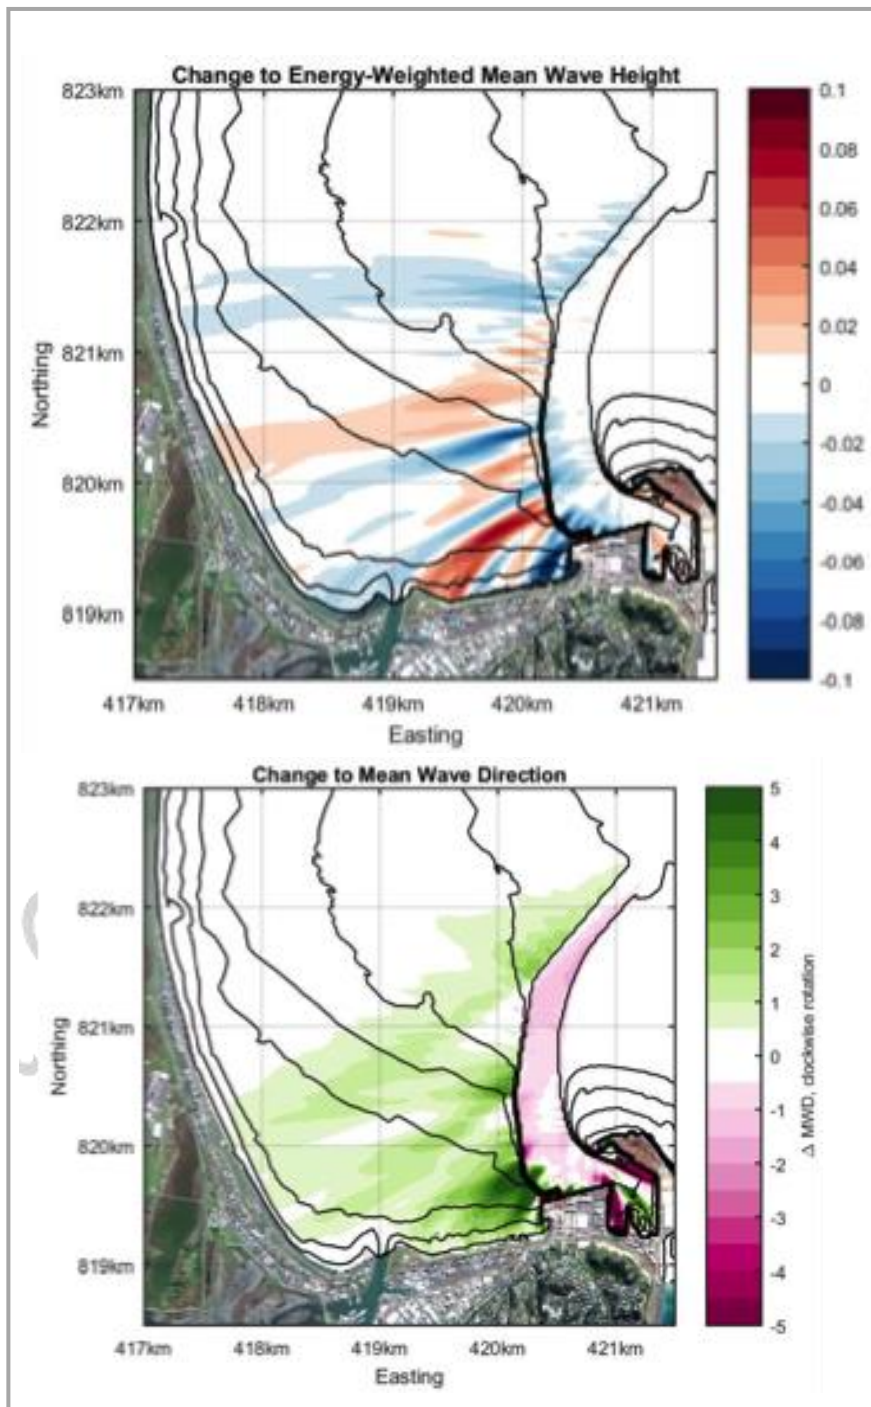 Change to Energy-Weighted Mean Wave Height
823km
822km
821km
820km
819km
Northing
417km 418km 419km 420km 421km
Easting
0.1
0.08
0.06
0.04
0.02
0
-0.02
-0.04
-0.06
-0.08
-0.1
Change to Mean Wave Direction
823km
822km
821km
820km
819km
Northing
417km 418km 419km 420km 421km
Easting
5
4
3
2
1
0
-1
-2
-3
-4
-5
Δ MWD, clockwise rotation